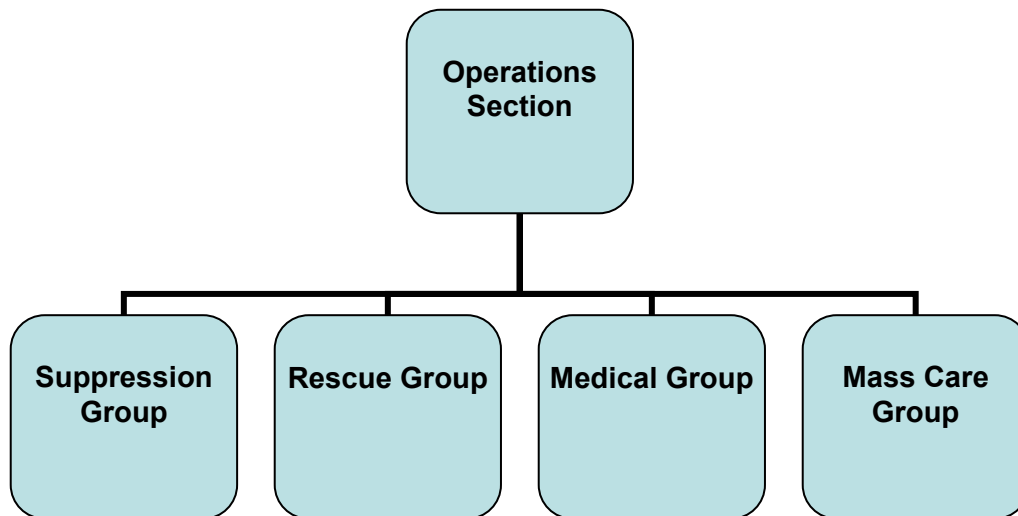 Operations
Section
Suppression
Group
Rescue Group
Medical Group
Mass Care
Group